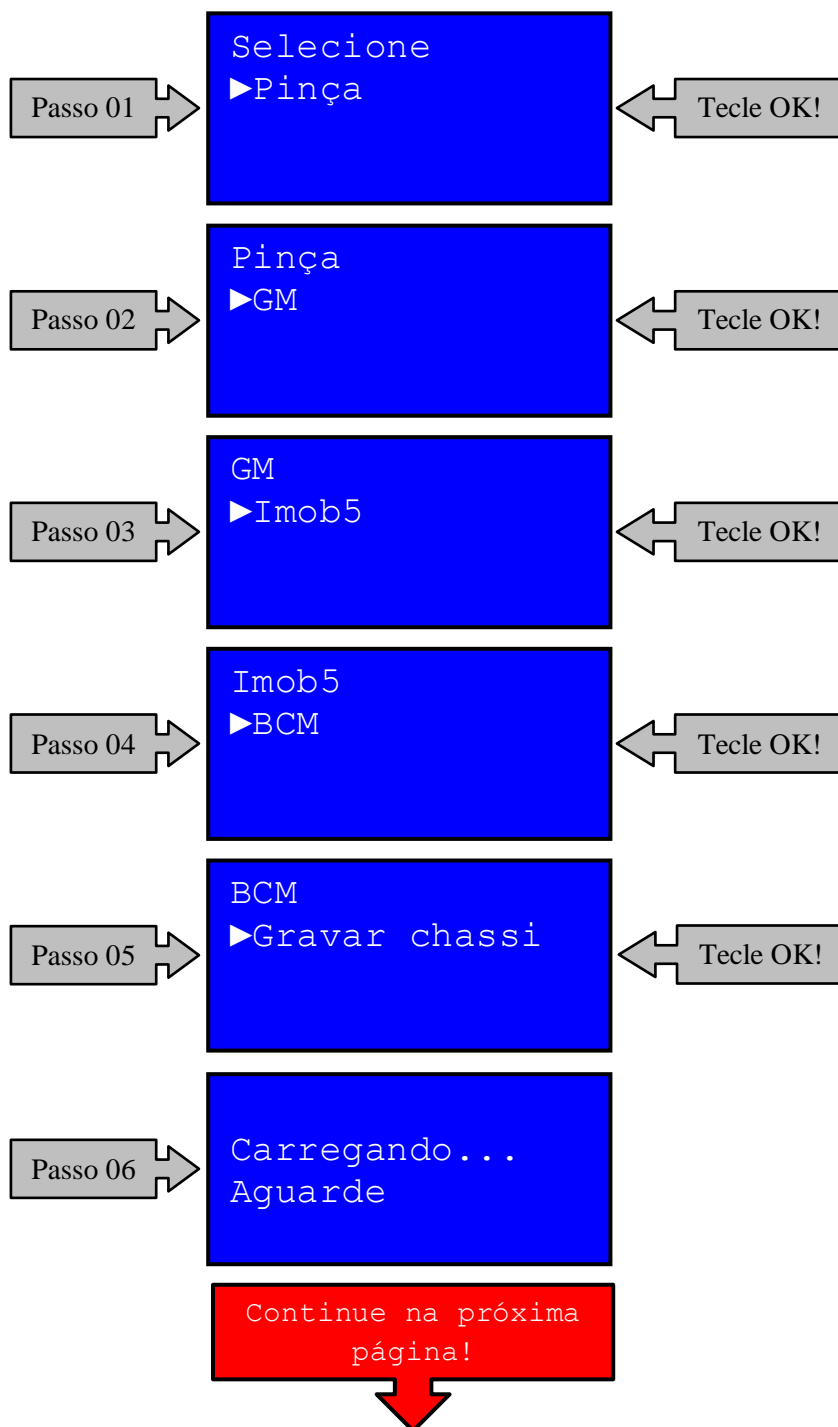 Selecione
Passo 01
►Pinça
Tecle OK!
Pinça
Passo 02
►GM
Tecle OK!
GM
Passo 03
►Imob5
Tecle OK!
Imob5
Passo 04
►BCM
Tecle OK!
BCM
Passo 05
►Gravar chassi
Tecle OK!
Passo 06
Carregando...
Aguarde
Continue na próxima
página!